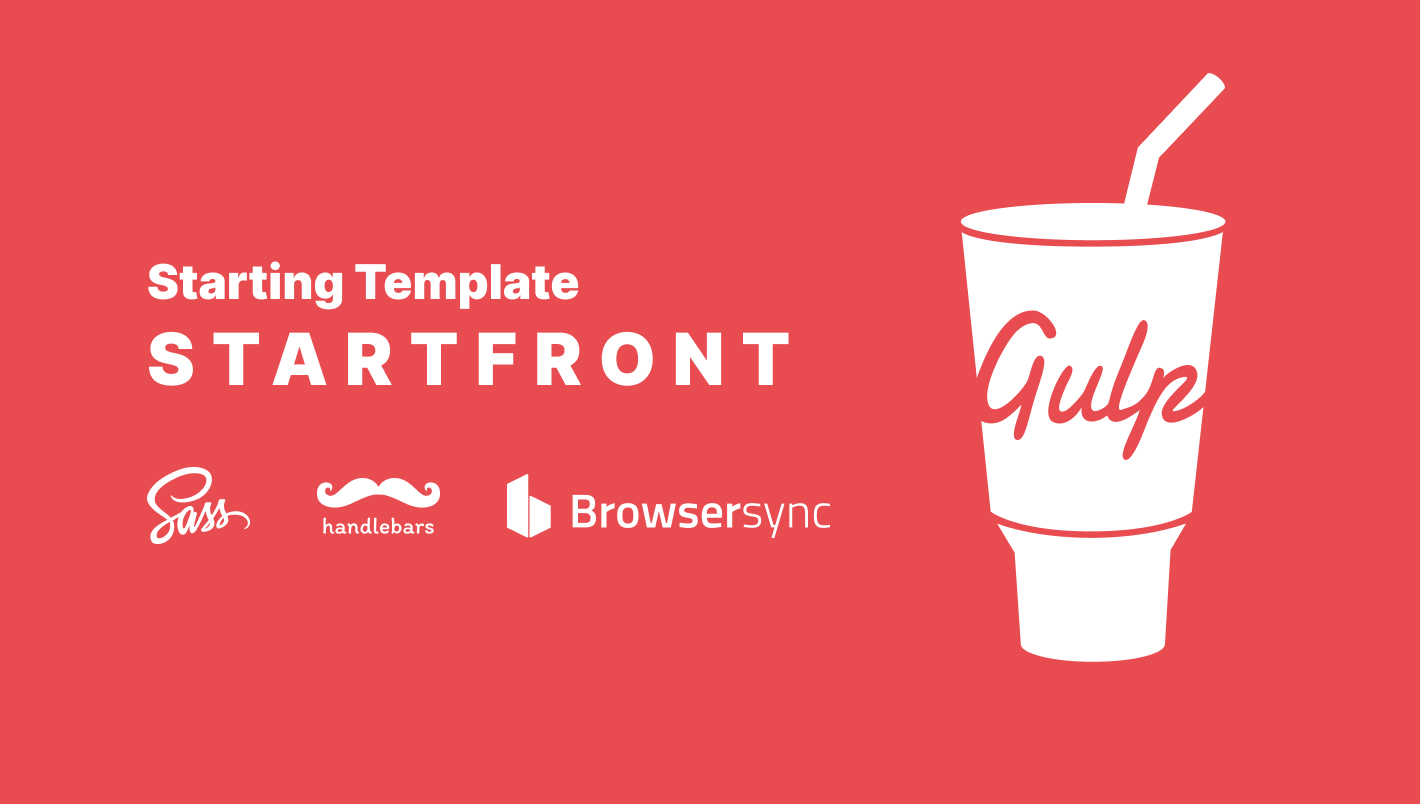 Starting Template
STARTFRONT
Sass
handlebars
Browsersync
Gulp